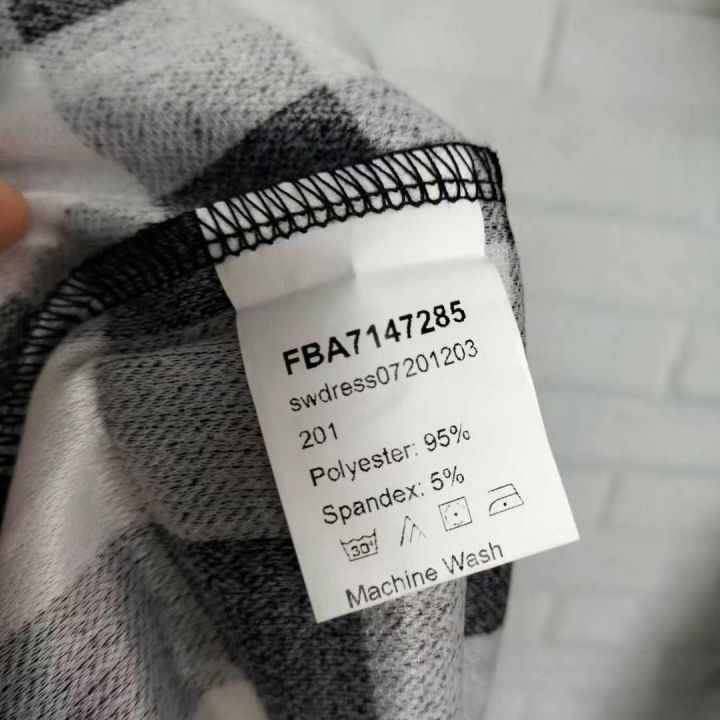 FBA7147285
swdress07201203
201
Polyester: 95%
Spandex: 5%
30°
Machine Wash